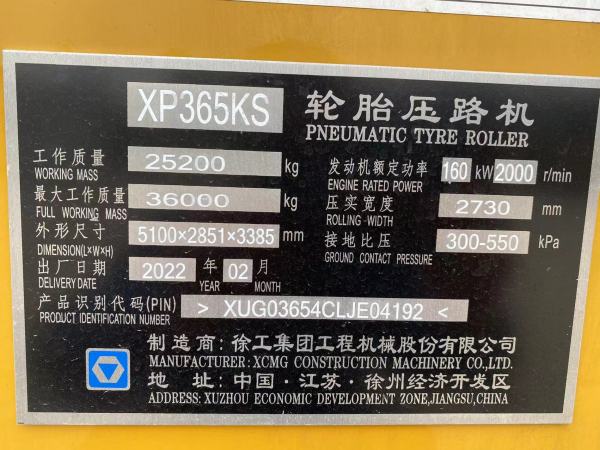 XP365KS 轮胎压路机
PNEUMATIC TYRE ROLLER
工作质量 25200 kg 发动机额定功率 160 kW 2000 r/min
WORKING MASS ENGINE RATED POWER
最大工作质量 36000 kg 压实宽度 2730 mm
FULL WORKING MASS ROLLING-WIDTH
外形尺寸 5100×2851×3385 mm 接地比压 300-550 kPa
DIMENSION(L×W×H) GROUND CONTACT PRESSURE
出厂日期 2022 年 02 月
DELIVERY DATE YEAR MONTH
产品识别代码(PIN) > XUG03654CLJE04192 <
PRODUCT IDENTIFICATION NUMBER
制造商:徐工集团工程机械股份有限公司
MANUFACTURER: XCMG CONSTRUCTION MACHINERY CO.,LTD.
地 址:中国·江苏·徐州经济开发区
ADDRESS: XUZHOU ECONOMIC DEVELOPMENT ZONE,JIANGSU,CHINA